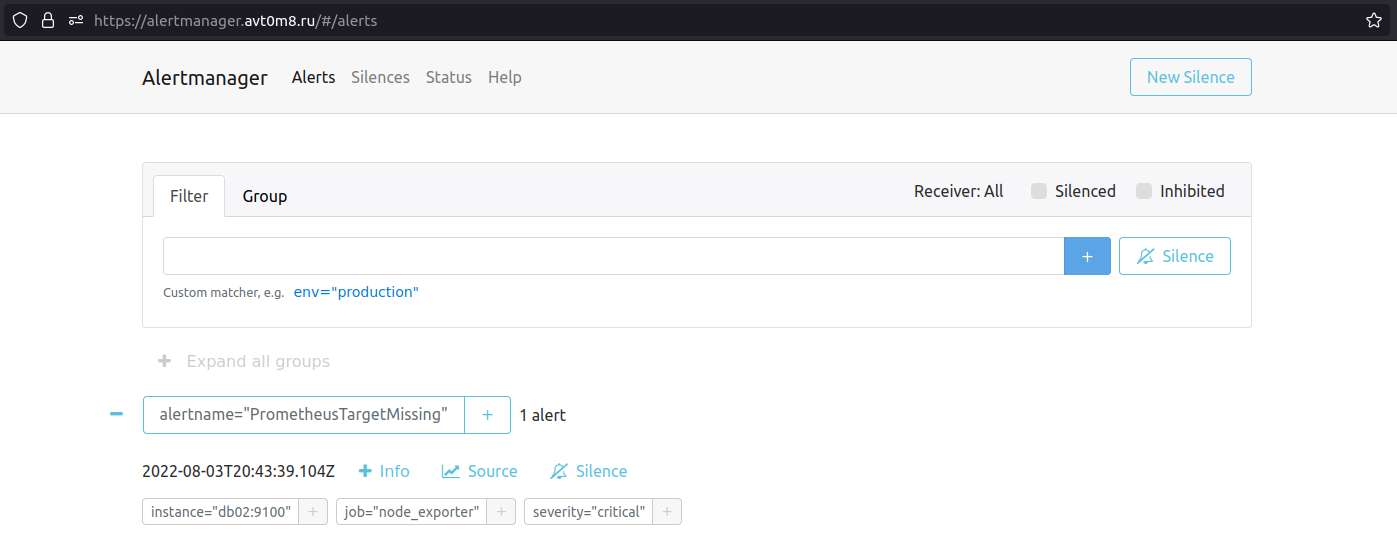 https://alertmanager.avt0m8.ru/#/alerts
Alertmanager Alerts Silences Status Help New Silence
Filter Group Receiver: All Silenced Inhibited
+ Silence
Custom matcher, e.g. env="production"
+ Expand all groups
− alertname="PrometheusTargetMissing" + 1 alert
2022-08-03T20:43:39.104Z + Info Source Silence
instance="db02:9100" + job="node_exporter" + severity="critical" +